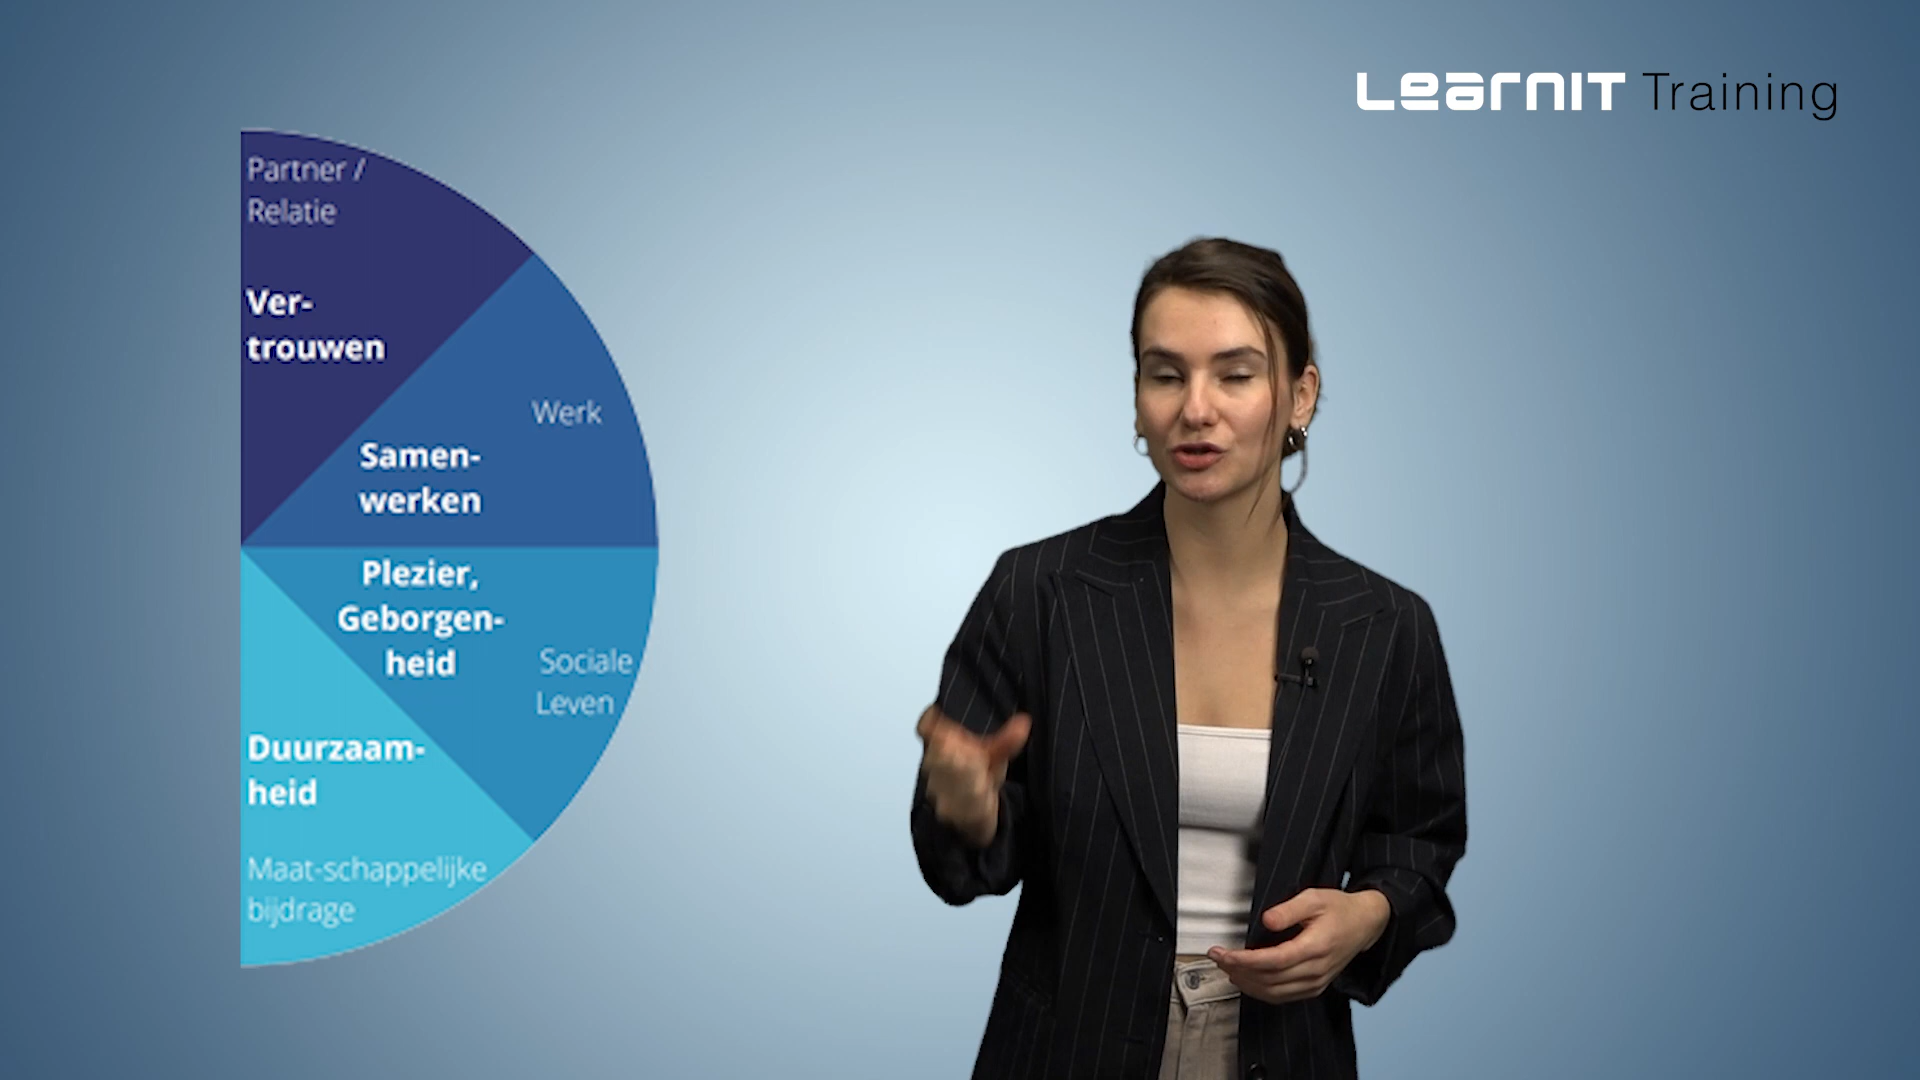 Learnit Training
Partner /
Relatie
Ver-
trouwen
Werk
Samen-
werken
Plezier,
Geborgen-
heid
Sociale
Leven
Duurzaam-
heid
Maat-schappelijke
bijdrage